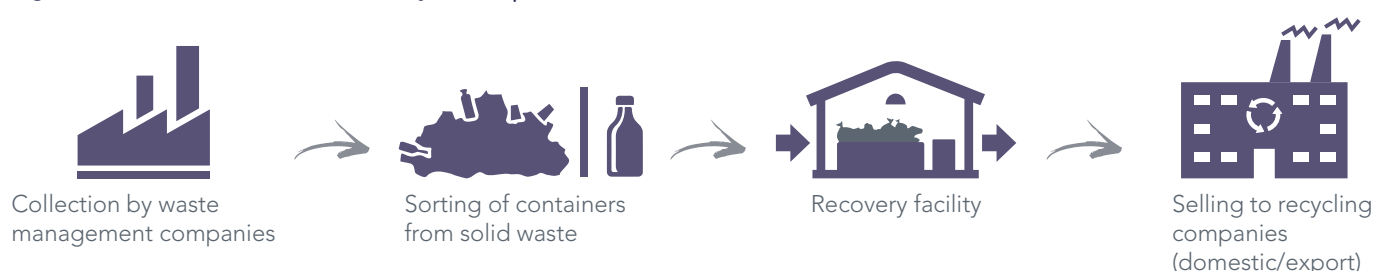 Collection by waste
management companies
Sorting of containers
from solid waste
Recovery facility
Selling to recycling
companies
(domestic/export)